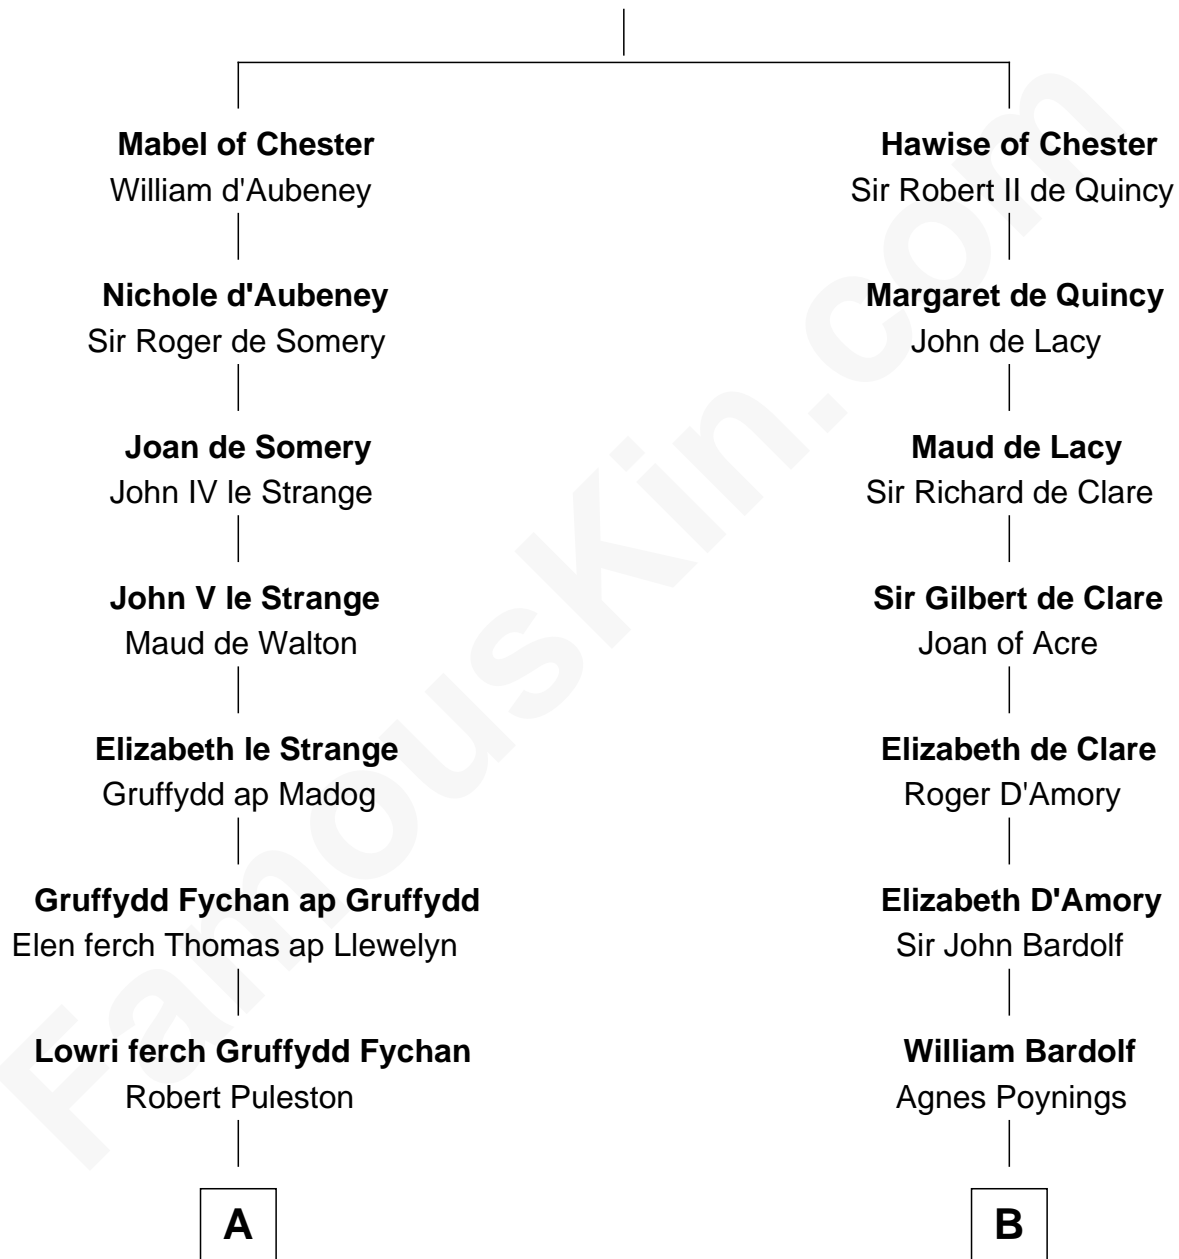 Mabel of Chester
William d'Aubeney
Nichole d'Aubeney
Sir Roger de Somery
Joan de Somery
John IV le Strange
John V le Strange
Maud de Walton
Elizabeth le Strange
Gruffydd ap Madog
Gruffydd Fychan ap Gruffydd
Elen ferch Thomas ap Llewelyn
Lowri ferch Gruffydd Fychan
Robert Puleston
A
Hawise of Chester
Sir Robert II de Quincy
Margaret de Quincy
John de Lacy
Maud de Lacy
Sir Richard de Clare
Sir Gilbert de Clare
Joan of Acre
Elizabeth de Clare
Roger D'Amory
Elizabeth D'Amory
Sir John Bardolf
William Bardolf
Agnes Poynings
B
FamousKin.com